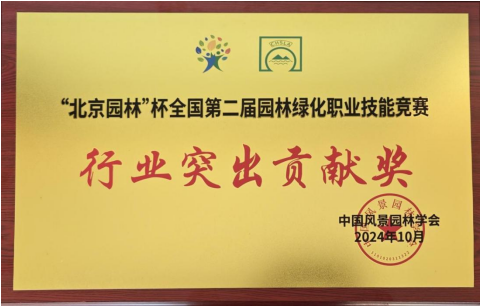 “北京园林”杯全国第二届园林绿化职业技能竞赛
行业突出贡献奖
中国风景园林学会
2024年10月